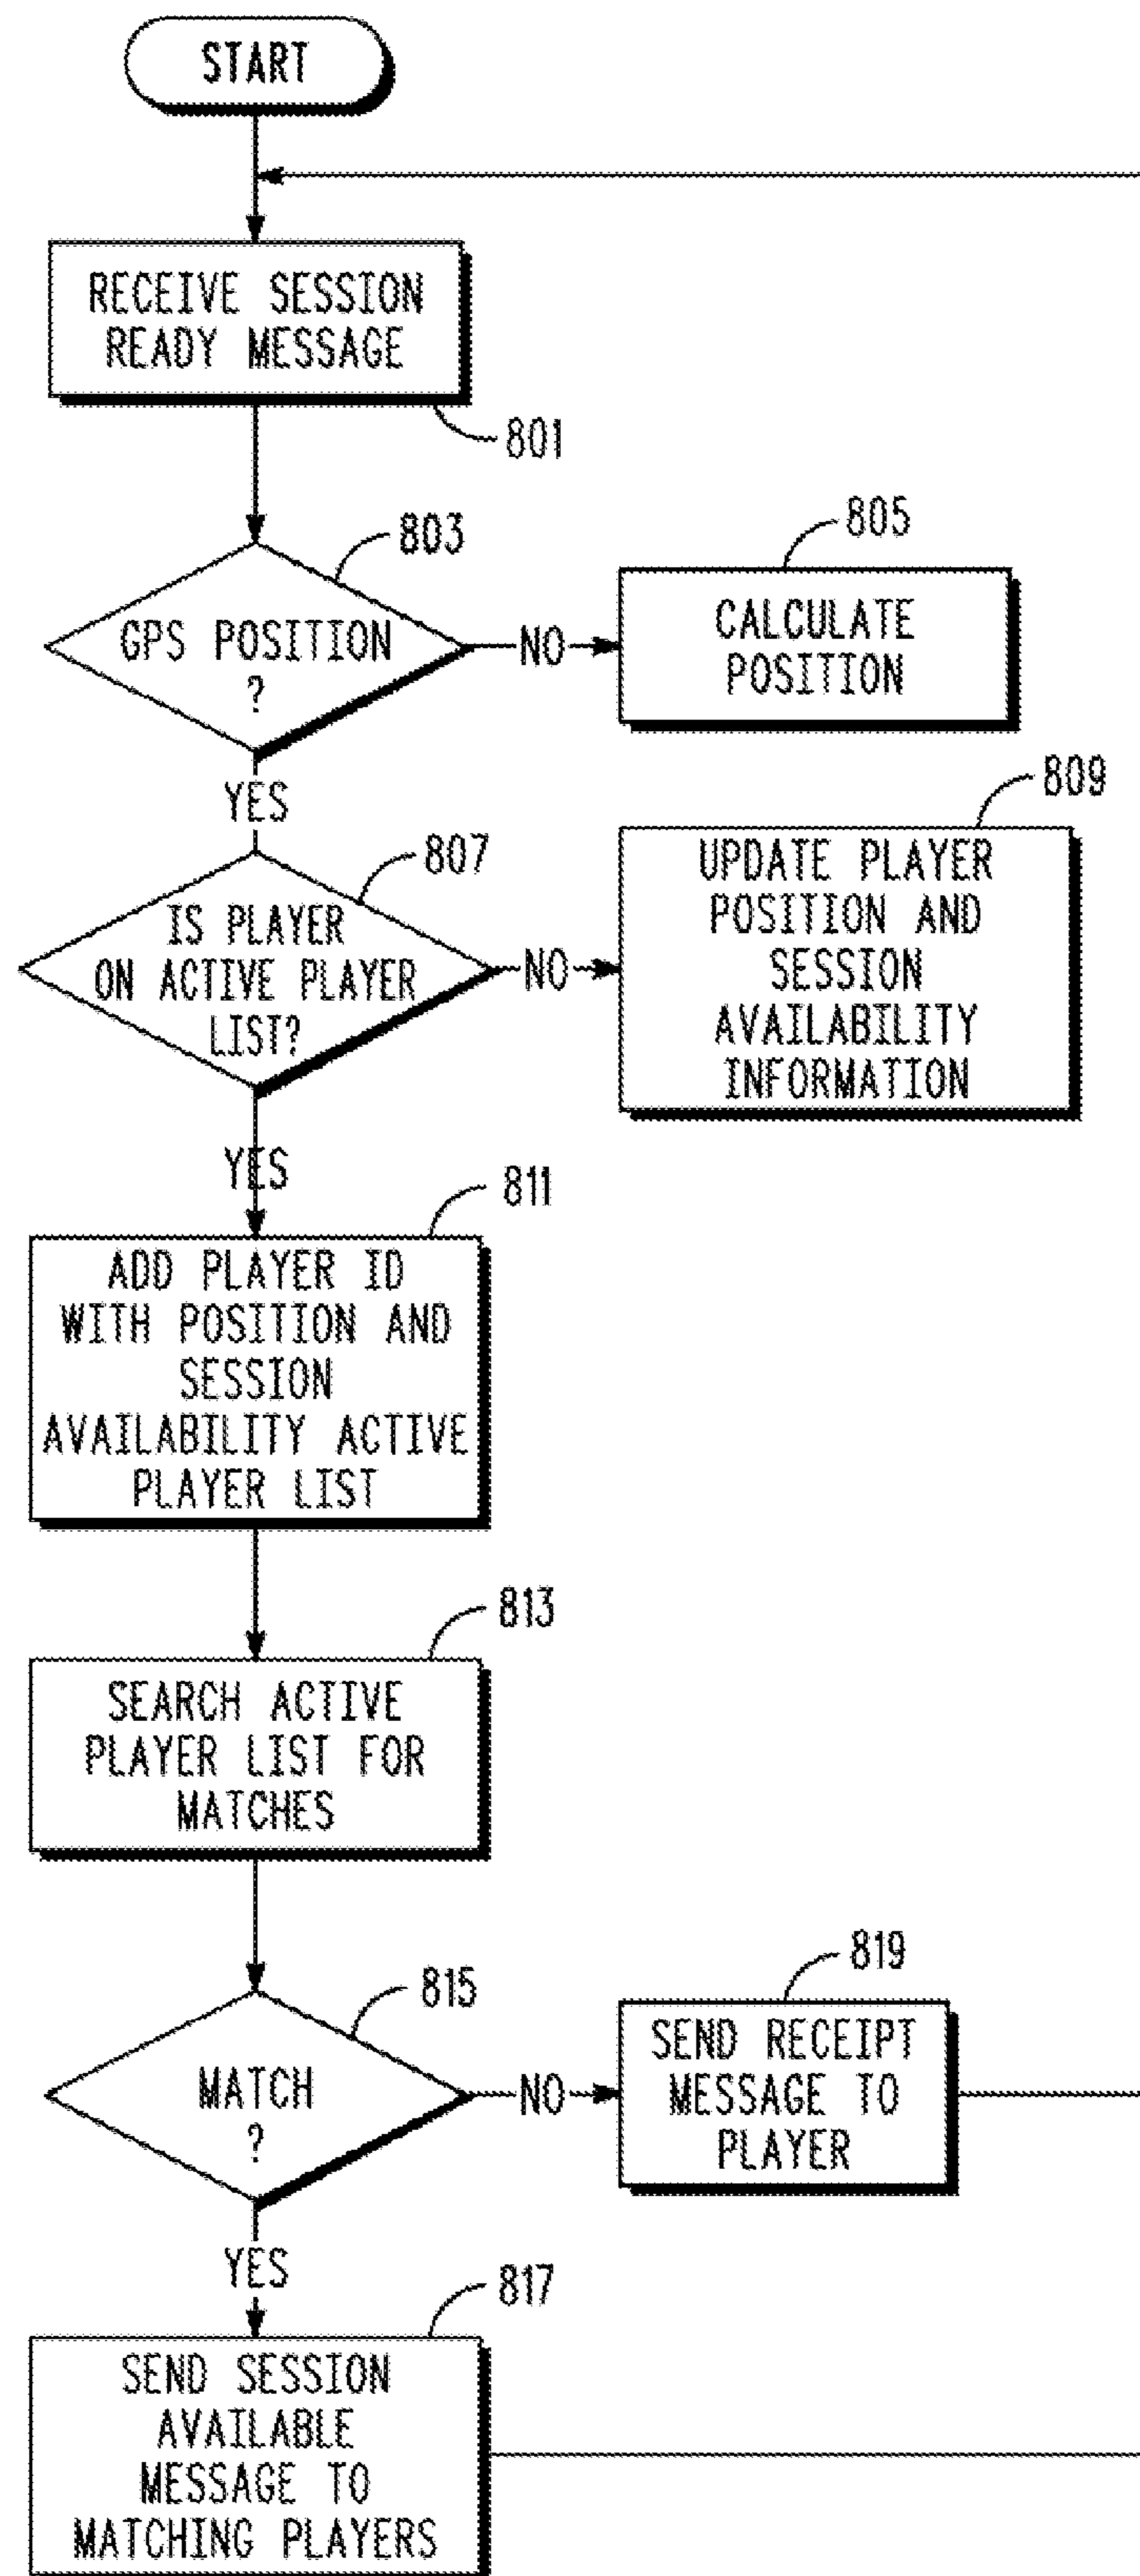 START
RECEIVE SESSION
READY MESSAGE
801
803
GPS POSITION
?
NO
805
CALCULATE
POSITION
YES
807
IS PLAYER
ON ACTIVE PLAYER
LIST?
NO
809
UPDATE PLAYER
POSITION AND
SESSION
AVAILABILITY
INFORMATION
YES
811
ADD PLAYER ID
WITH POSITION AND
SESSION
AVAILABILITY ACTIVE
PLAYER LIST
813
SEARCH ACTIVE
PLAYER LIST FOR
MATCHES
815
MATCH
?
NO
819
SEND RECEIPT
MESSAGE TO
PLAYER
YES
817
SEND SESSION
AVAILABLE
MESSAGE TO
MATCHING PLAYERS